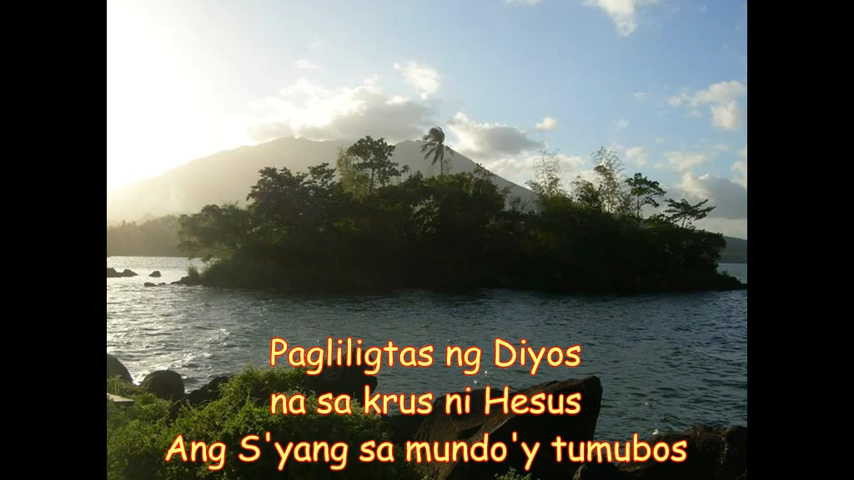 Pagliligtas ng Diyos
na sa krus ni Hesus
Ang S'yang sa mundo'y tumubos